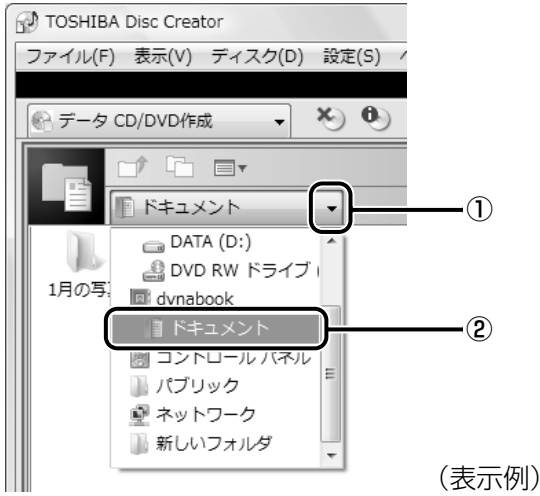 TOSHIBA Disc Creator
ファイル(F) 表示(V) ディスク(D) 設定(S)
データ CD/DVD作成
ドキュメント
①
DATA (D:)
DVD RW ドライブ
1月の写
dynabook
ドキュメント
②
コントロール パネル
パブリック
ネットワーク
新しいフォルダ
(表示例)